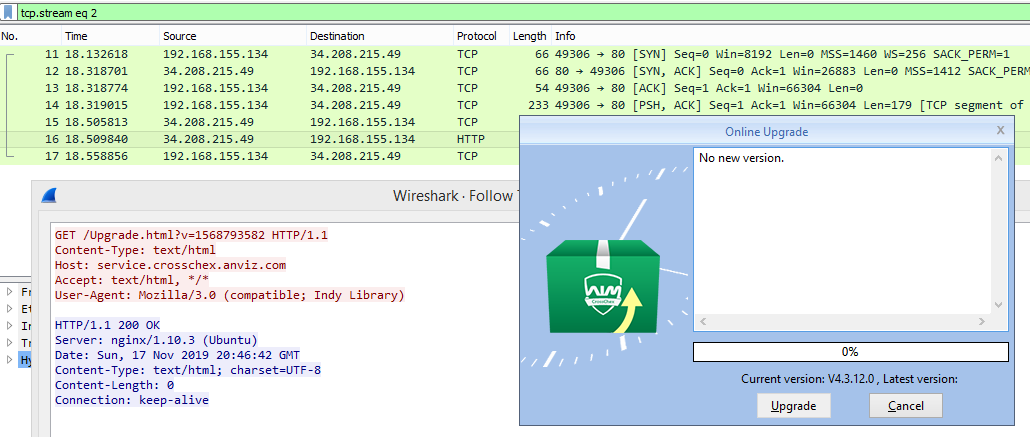 tcp.stream eq 2
No. Time Source Destination Protocol Length Info
11 18.132618 192.168.155.134 34.208.215.49 TCP 66 49306 → 80 [SYN] Seq=0 Win=8192 Len=0 MSS=1460 WS=256 SACK_PERM=1
12 18.318701 34.208.215.49 192.168.155.134 TCP 66 80 → 49306 [SYN, ACK] Seq=0 Ack=1 Win=26883 Len=0 MSS=1412 SACK_PERM
13 18.318774 192.168.155.134 34.208.215.49 TCP 54 49306 → 80 [ACK] Seq=1 Ack=1 Win=66304 Len=0
14 18.319015 192.168.155.134 34.208.215.49 TCP 233 49306 → 80 [PSH, ACK] Seq=1 Ack=1 Win=66304 Len=179 [TCP segment of
15 18.505813 34.208.215.49 192.168.155.134 TCP
16 18.509840 34.208.215.49 192.168.155.134 HTTP
17 18.558856 192.168.155.134 34.208.215.49 TCP
Wireshark · Follow
GET /Upgrade.html?v=1568793582 HTTP/1.1
Content-Type: text/html
Host: service.crosschex.anviz.com
Accept: text/html, */*
User-Agent: Mozilla/3.0 (compatible; Indy Library)
HTTP/1.1 200 OK
Server: nginx/1.10.3 (Ubuntu)
Date: Sun, 17 Nov 2019 20:46:42 GMT
Content-Type: text/html; charset=UTF-8
Content-Length: 0
Connection: keep-alive
Fr
Et
In
Tr
Hy
Online Upgrade
X
No new version.
CrossChex
0%
Current version: V4.3.12.0 , Latest version:
Upgrade
Cancel